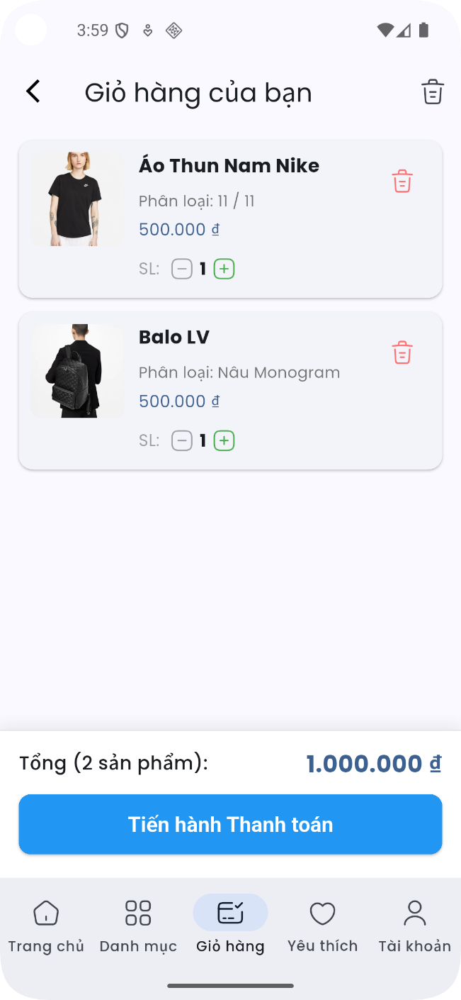 3:59
Giỏ hàng của bạn
Áo Thun Nam Nike
Phân loại: 11 / 11
500.000 ₫
SL: 1
Balo LV
Phân loại: Nâu Monogram
500.000 ₫
SL: 1
Tổng (2 sản phẩm): 1.000.000 ₫
Tiến hành Thanh toán
Trang chủ Danh mục Giỏ hàng Yêu thích Tài khoản